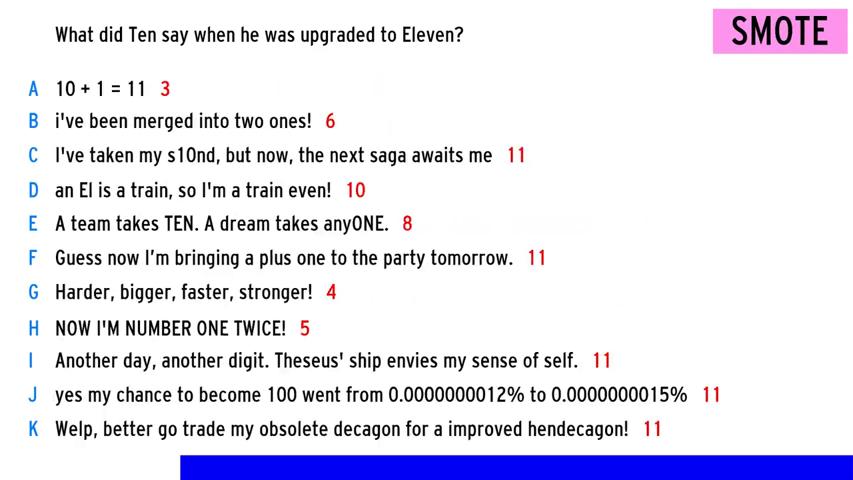 What did Ten say when he was upgraded to Eleven?
SMOTE
A 10 + 1 = 11 3
B i've been merged into two ones! 6
C I've taken my s10nd, but now, the next saga awaits me 11
D an El is a train, so I'm a train even! 10
E A team takes TEN. A dream takes anyONE. 8
F Guess now I'm bringing a plus one to the party tomorrow. 11
G Harder, bigger, faster, stronger! 4
H NOW I'M NUMBER ONE TWICE! 5
I Another day, another digit. Theseus' ship envies my sense of self. 11
J yes my chance to become 100 went from 0.0000000012% to 0.0000000015% 11
K Welp, better go trade my obsolete decagon for a improved hendecagon! 11